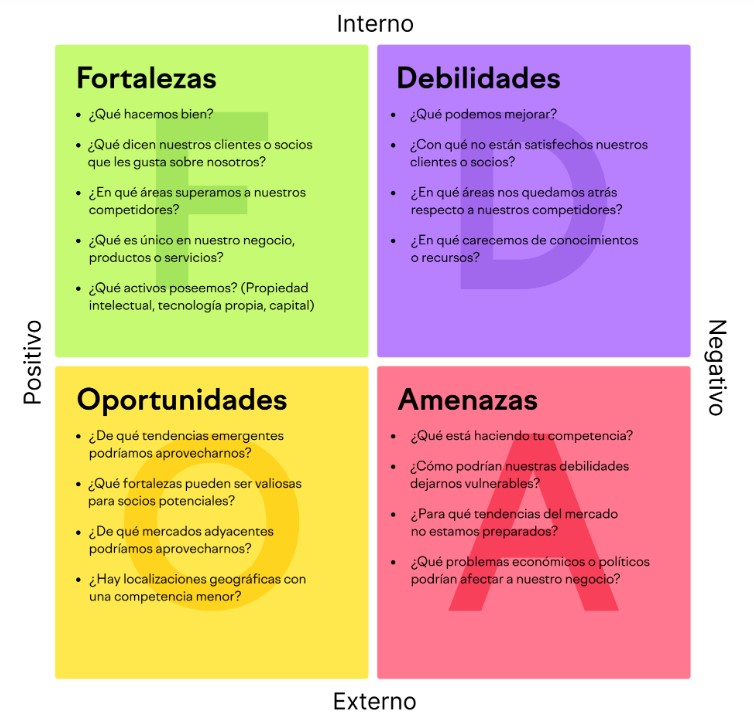 Interno
Fortalezas
• ¿Qué hacemos bien?
• ¿Qué dicen nuestros clientes o socios
que les gusta sobre nosotros?
• ¿En qué áreas superamos a nuestros
competidores?
• ¿Qué es único en nuestro negocio,
productos o servicios?
• ¿Qué activos poseemos? (Propiedad
intelectual, tecnología propia, capital)
F
Debilidades
• ¿Qué podemos mejorar?
• ¿Con qué no están satisfechos nuestros
clientes o socios?
• ¿En qué áreas nos quedamos atrás
respecto a nuestros competidores?
• ¿En qué carecemos de conocimientos
o recursos?
D
Positivo
Negativo
Oportunidades
• ¿De qué tendencias emergentes
podríamos aprovecharnos?
• ¿Qué fortalezas pueden ser valiosas
para socios potenciales?
• ¿De qué mercados adyacentes
podríamos aprovecharnos?
• ¿Hay localizaciones geográficas con
una competencia menor?
O
Amenazas
• ¿Qué está haciendo tu competencia?
• ¿Cómo podrían nuestras debilidades
dejarnos vulnerables?
• ¿Para qué tendencias del mercado
no estamos preparados?
• ¿Qué problemas económicos o políticos
podrían afectar a nuestro negocio?
A
Externo